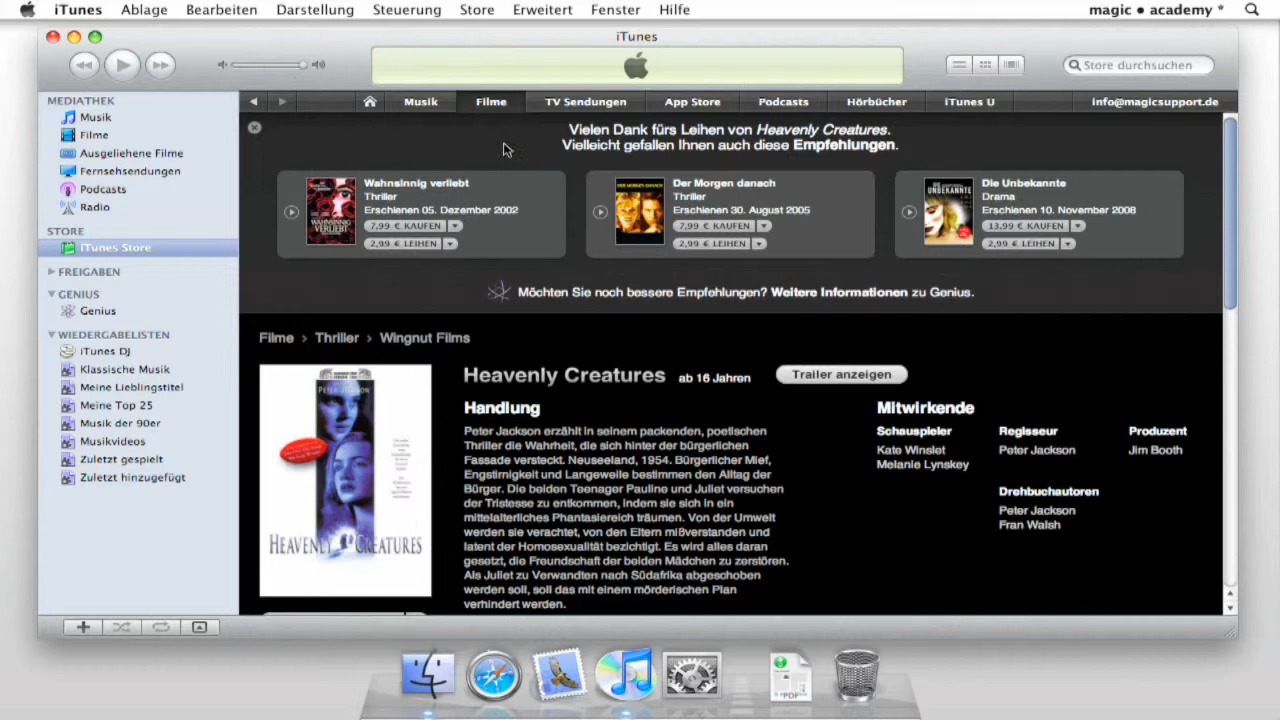 iTunes Ablage Bearbeiten Darstellung Steuerung Store Erweitert Fenster Hilfe magic • academy *
iTunes
Store durchsuchen
MEDIATHEK
Musik
Filme
Ausgeliehene Filme
Fernsehsendungen
Podcasts
Radio
STORE
iTunes Store
FREIGABEN
GENIUS
Genius
WIEDERGABELISTEN
iTunes DJ
Klassische Musik
Meine Lieblingstitel
Meine Top 25
Musik der 90er
Musikvideos
Zuletzt gespielt
Zuletzt hinzugefügt
Musik Filme TV Sendungen App Store Podcasts Hörbücher iTunes U info@magicsupport.de
Vielen Dank fürs Leihen von Heavenly Creatures.
Vielleicht gefallen Ihnen auch diese Empfehlungen.
Wahnsinnig verliebt
Thriller
Erschienen 05. Dezember 2002
7,99 € KAUFEN
2,99 € LEIHEN
Der Morgen danach
Thriller
Erschienen 30. August 2005
7,99 € KAUFEN
2,99 € LEIHEN
Die Unbekannte
Drama
Erschienen 10. November 2008
13,99 € KAUFEN
2,99 € LEIHEN
Möchten Sie noch bessere Empfehlungen? Weitere Informationen zu Genius.
Filme > Thriller > Wingnut Films
PETER JACKSON
HEAVENLY CREATURES
Heavenly Creatures ab 16 Jahren Trailer anzeigen
Handlung
Peter Jackson erzählt in seinem packenden, poetischen
Thriller die Wahrheit, die sich hinter der bürgerlichen
Fassade versteckt. Neuseeland, 1954. Bürgerlicher Mief,
Engstirnigkeit und Langeweile bestimmen den Alltag der
Bürger. Die beiden Teenager Pauline und Juliet versuchen
der Tristesse zu entkommen, indem sie sich in ein
mittelalterliches Phantasiereich träumen. Von der Umwelt
werden sie verachtet, von den Eltern mißverstanden und
latent der Homosexualität bezichtigt. Es wird alles daran
gesetzt, die Freundschaft der beiden Mädchen zu zerstören.
Als Juliet zu Verwandten nach Südafrika abgeschoben
werden soll, soll das mit einem mörderischen Plan
verhindert werden.
Mitwirkende
Schauspieler
Kate Winslet
Melanie Lynskey
Regisseur
Peter Jackson
Drehbuchautoren
Peter Jackson
Fran Walsh
Produzent
Jim Booth
PDF